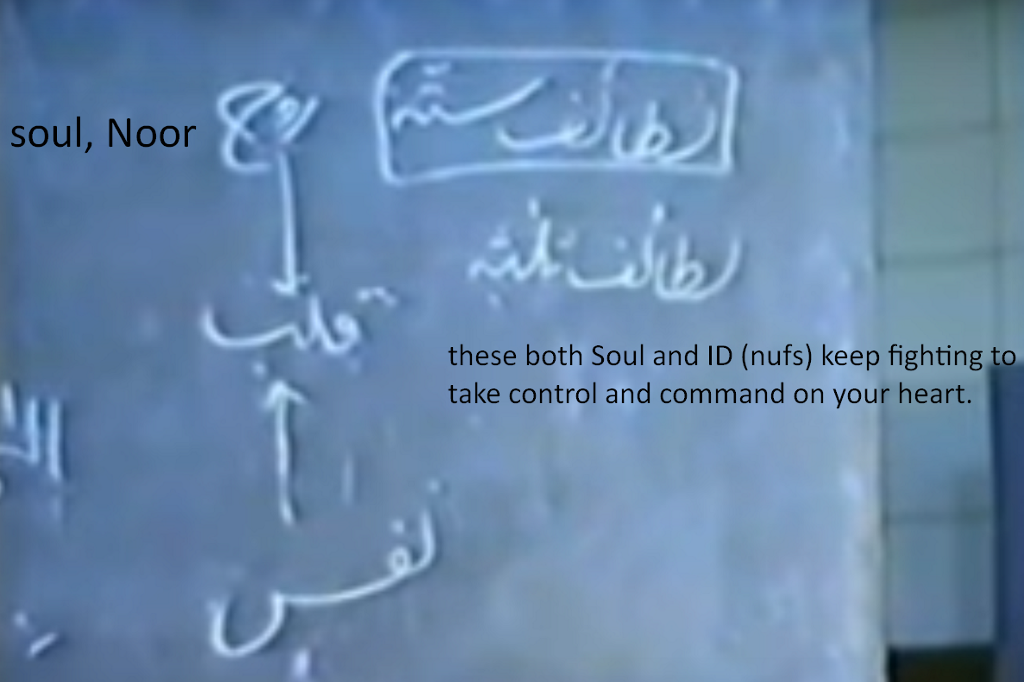 لطائف ستہ
روح
soul, Noor
لطائف ثلثہ
قلب
these both Soul and ID (nufs) keep fighting to
take control and command on your heart.
نفس